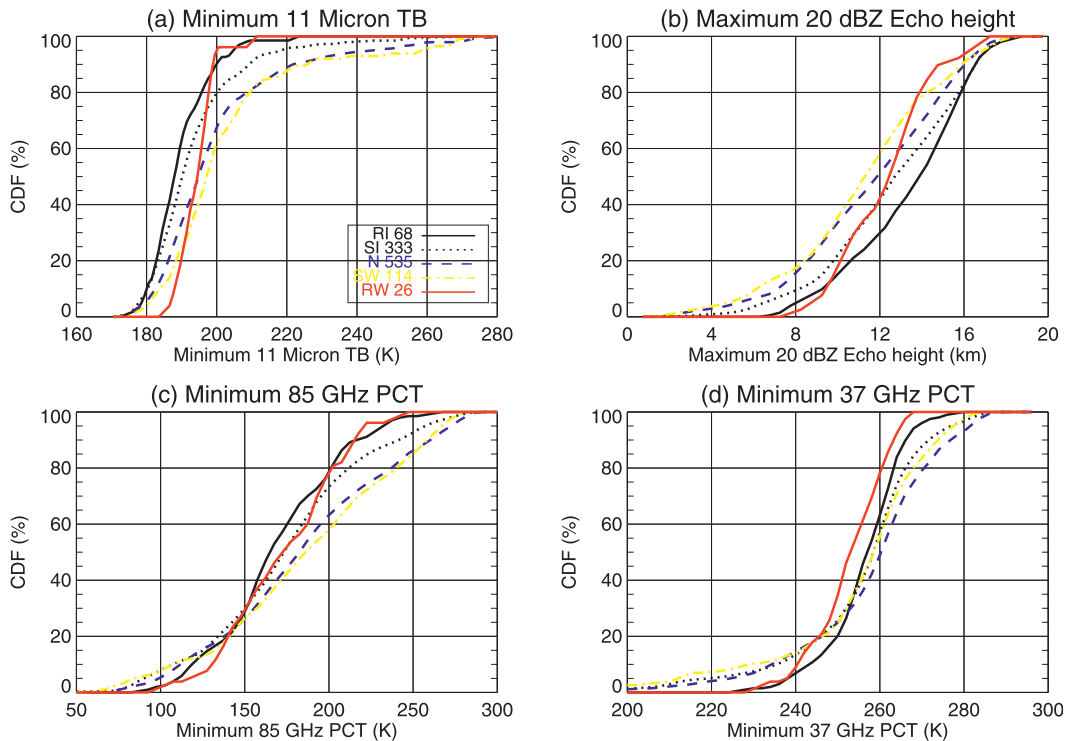 (a) Minimum 11 Micron TB
CDF (%)
100
80
60
40
20
0
RI 68
SI 333
N 535
SW 114
RW 26
160 180 200 220 240 260 280
Minimum 11 Micron TB (K)
(b) Maximum 20 dBZ Echo height
CDF (%)
100
80
60
40
20
0
0 4 8 12 16 20
Maximum 20 dBZ Echo height (km)
(c) Minimum 85 GHz PCT
CDF (%)
100
80
60
40
20
0
50 100 150 200 250 300
Minimum 85 GHz PCT (K)
(d) Minimum 37 GHz PCT
CDF (%)
100
80
60
40
20
0
200 220 240 260 280 300
Minimum 37 GHz PCT (K)